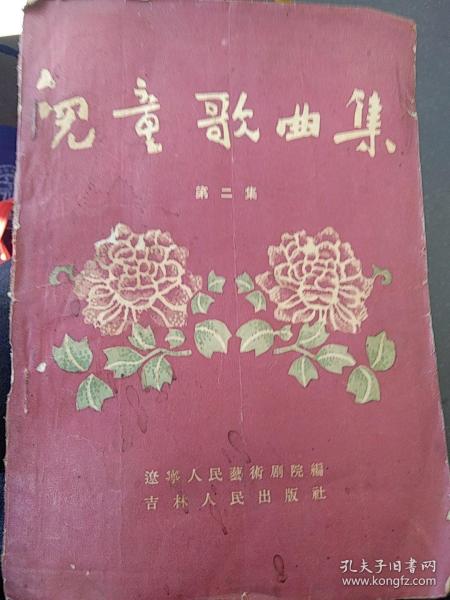 兒童歌曲集
第二集
遼寧人民藝術剧院編
吉林人民出版社
孔夫子旧书网
www.kongfz.com